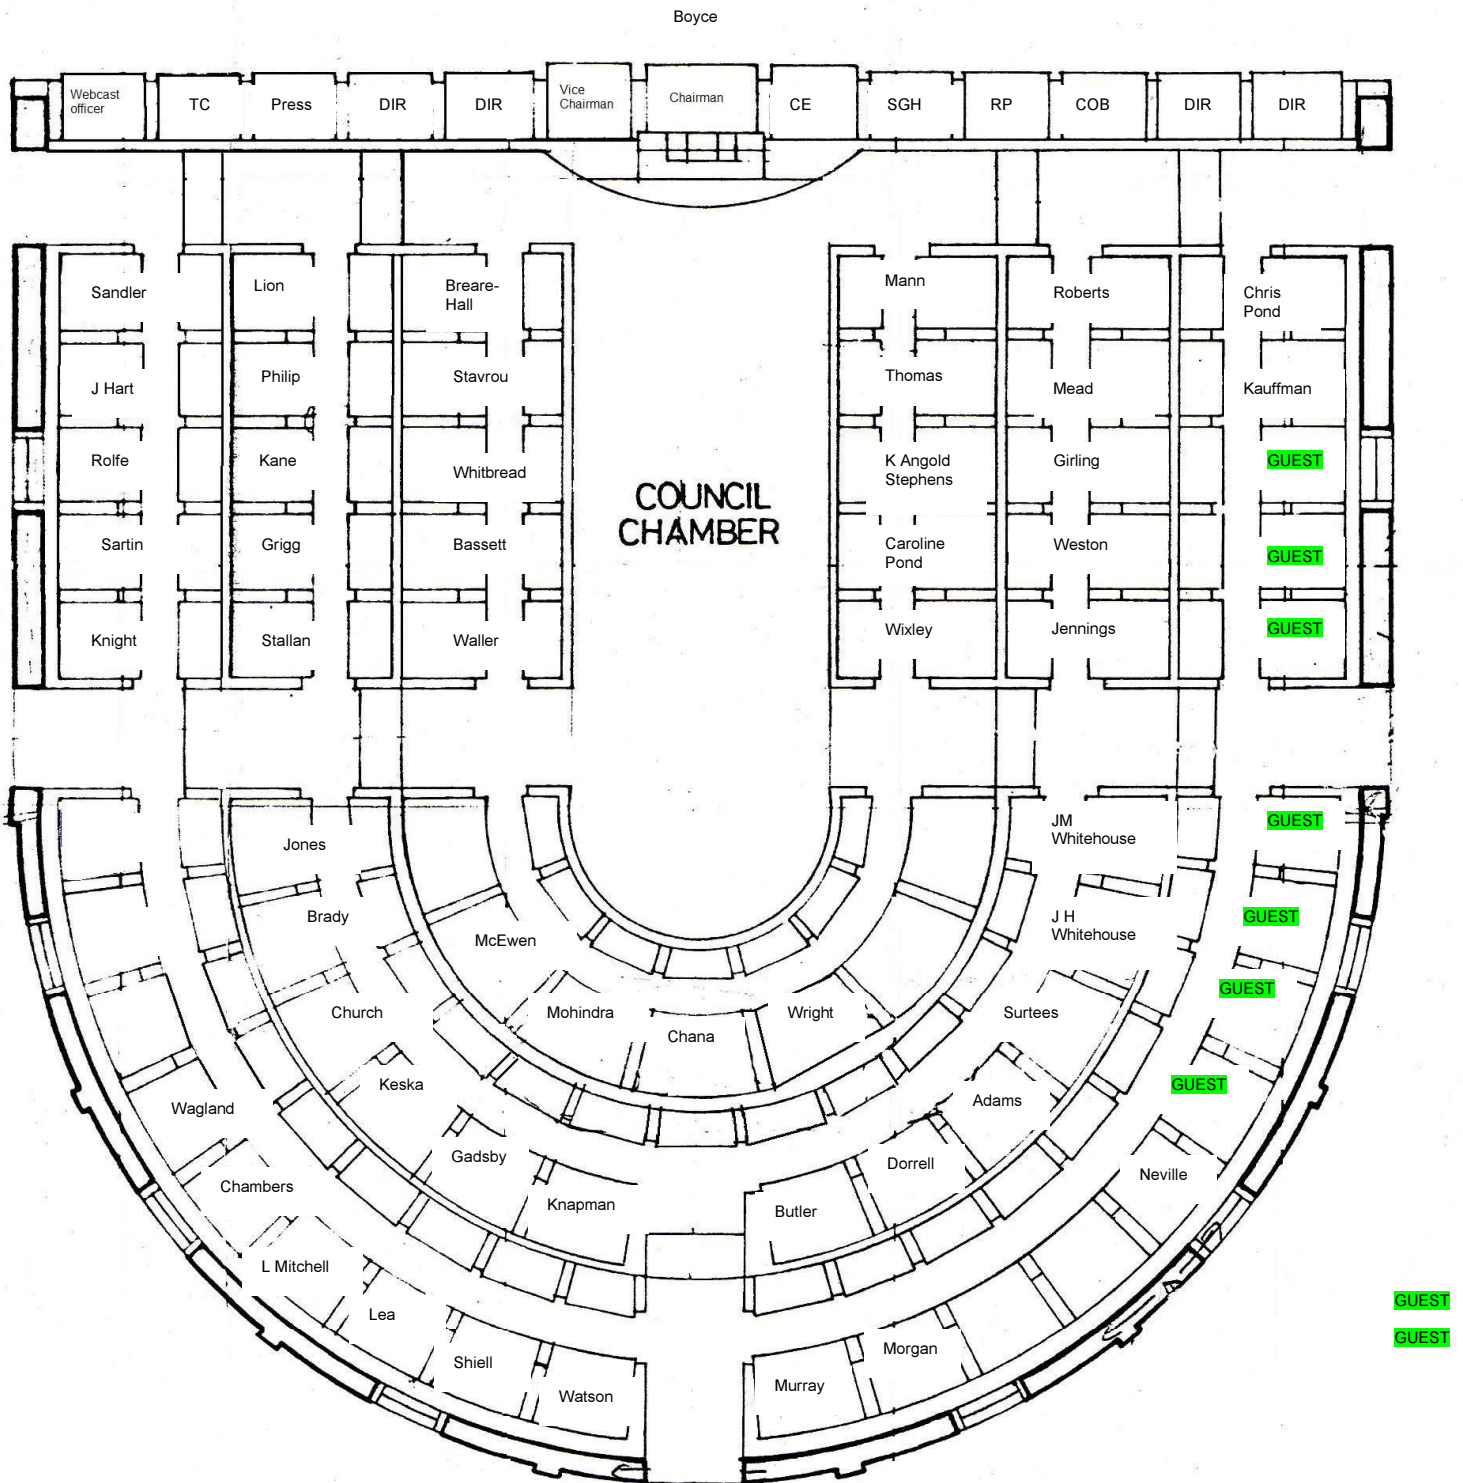 Boyce
Webcast
officer
TC
Press
DIR
DIR
Vice
Chairman
Chairman
CE
SGH
RP
COB
DIR
DIR
Sandler
Lion
Breare-
Hall
Mann
Roberts
Chris
Pond
J Hart
Philip
Stavrou
Thomas
Mead
Kauffman
Rolfe
Kane
Whitbread
COUNCIL
CHAMBER
K Angold
Stephens
Girling
GUEST
Sartin
Grigg
Bassett
Caroline
Pond
Weston
GUEST
Knight
Stallan
Waller
Wixley
Jennings
GUEST
Jones
JM
Whitehouse
GUEST
Brady
McEwen
J H
Whitehouse
GUEST
Church
Mohindra
Chana
Wright
Surtees
GUEST
Keska
Adams
GUEST
Wagland
Gadsby
Dorrell
Neville
Chambers
Knapman
Butler
L Mitchell
Lea
Shiell
Watson
Murray
Morgan
GUEST
GUEST